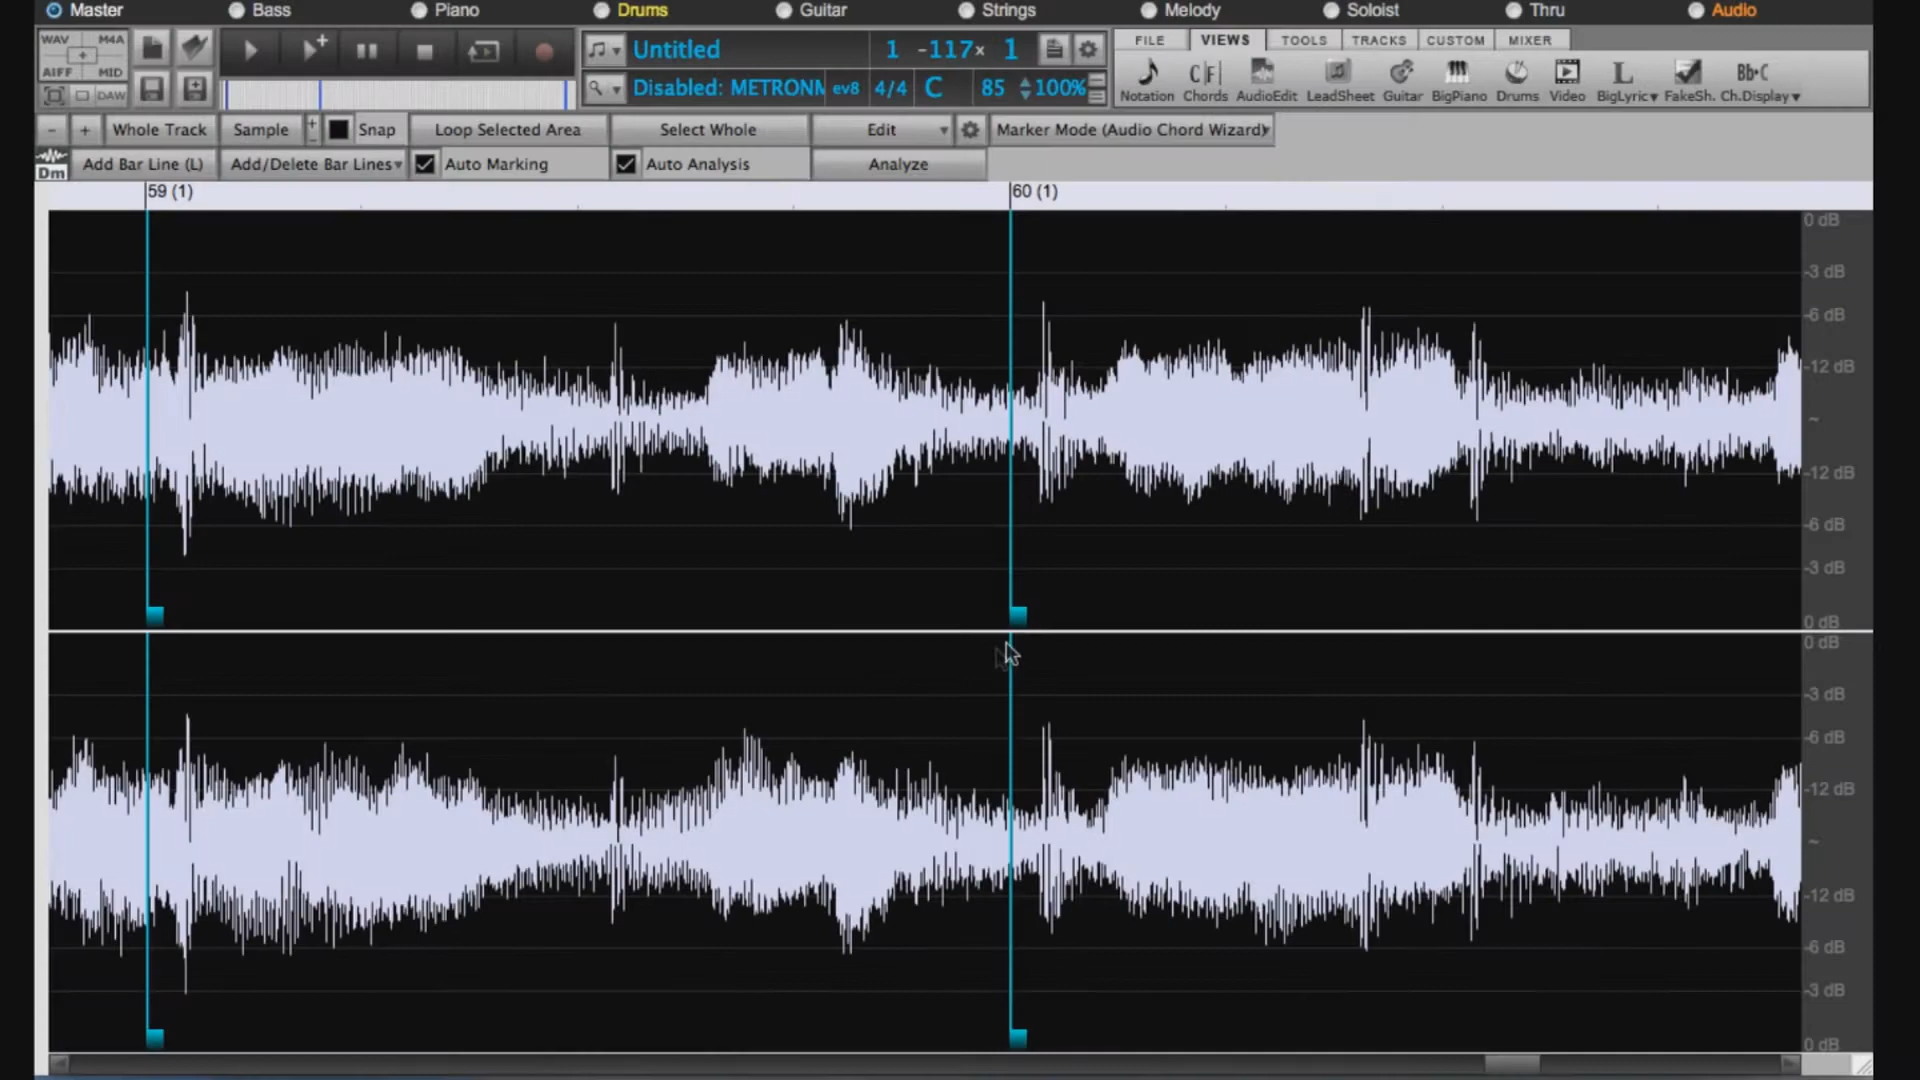 Master Bass Piano Drums Guitar Strings Melody Soloist Thru Audio
WAV M4A
AIFF MID
DAW
Untitled 1 -117x 1
Disabled: METRONM ev8 4/4 C 85 100%
FILE VIEWS TOOLS TRACKS CUSTOM MIXER
Notation Chords AudioEdit LeadSheet Guitar BigPiano Drums Video BigLyric FakeSh. Ch.Display
- + Whole Track Sample + - Snap Loop Selected Area Select Whole Edit Marker Mode (Audio Chord Wizard)
Dm Add Bar Line (L) Add/Delete Bar Lines Auto Marking Auto Analysis Analyze
59 (1) 60 (1)
0 dB
-3 dB
-6 dB
-12 dB
~
-12 dB
-6 dB
-3 dB
0 dB
0 dB
-3 dB
-6 dB
-12 dB
~
-12 dB
-6 dB
-3 dB
0 dB